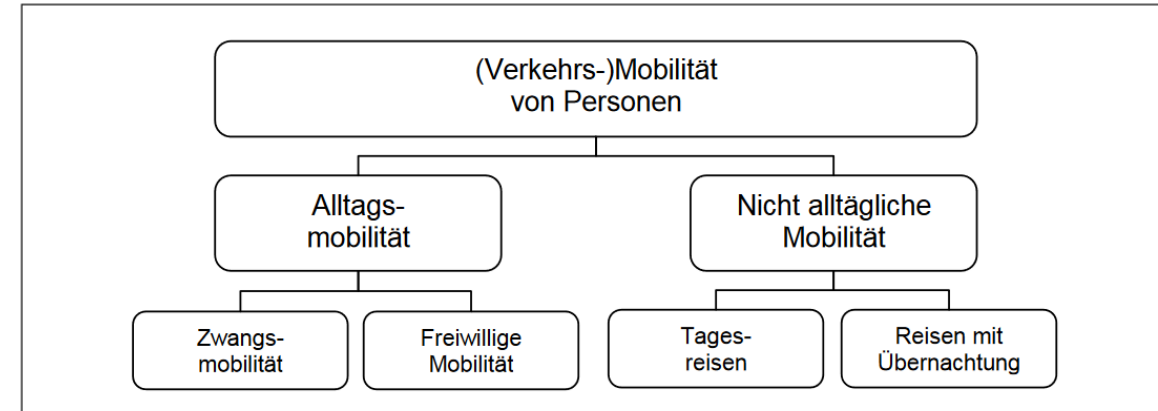 (Verkehrs-)Mobilität
von Personen
Alltags-
mobilität
Nicht alltägliche
Mobilität
Zwangs-
mobilität
Freiwillige
Mobilität
Tages-
reisen
Reisen mit
Übernachtung